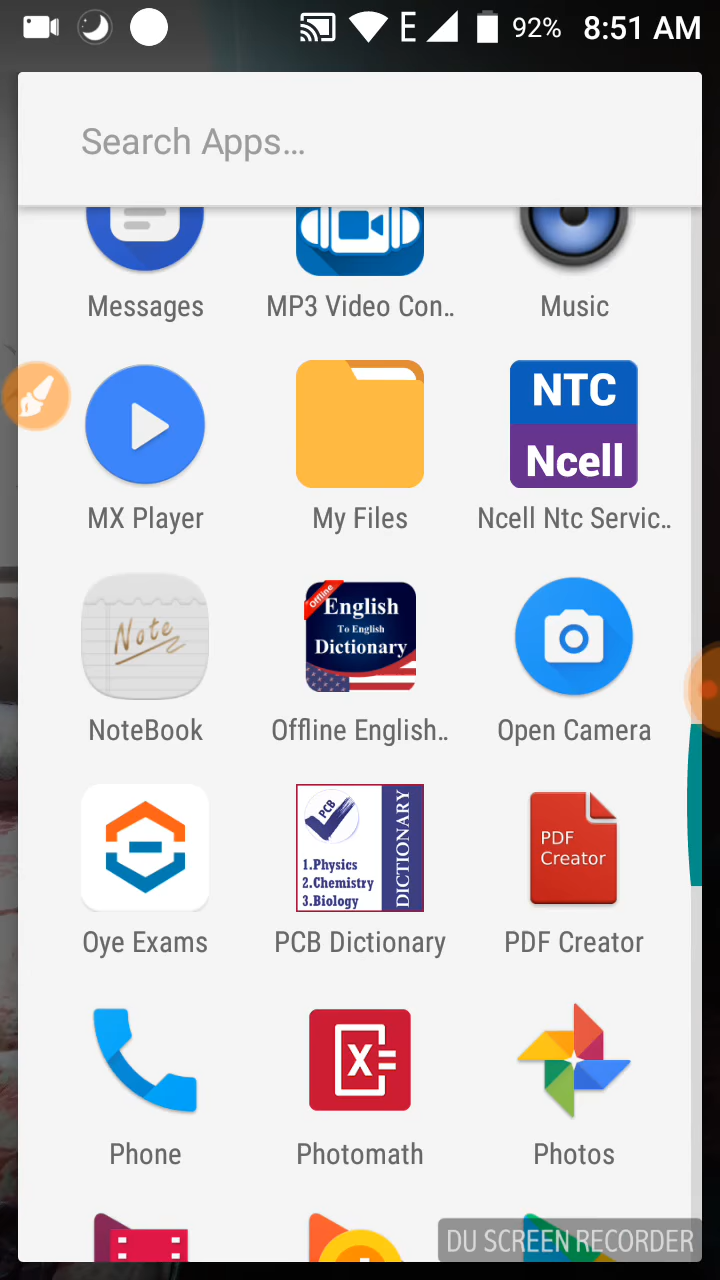 E 92% 8:51 AM
Search Apps...
Messages
MP3 Video Con..
Music
NTC
Ncell
MX Player
My Files
Ncell Ntc Servic..
Note
Offline
English
To English
Dictionary
NoteBook
Offline English..
Open Camera
PCB
1.Physics
2.Chemistry
3.Biology
DICTIONARY
PDF
Creator
Oye Exams
PCB Dictionary
PDF Creator
X
Phone
Photomath
Photos
DU SCREEN RECORDER